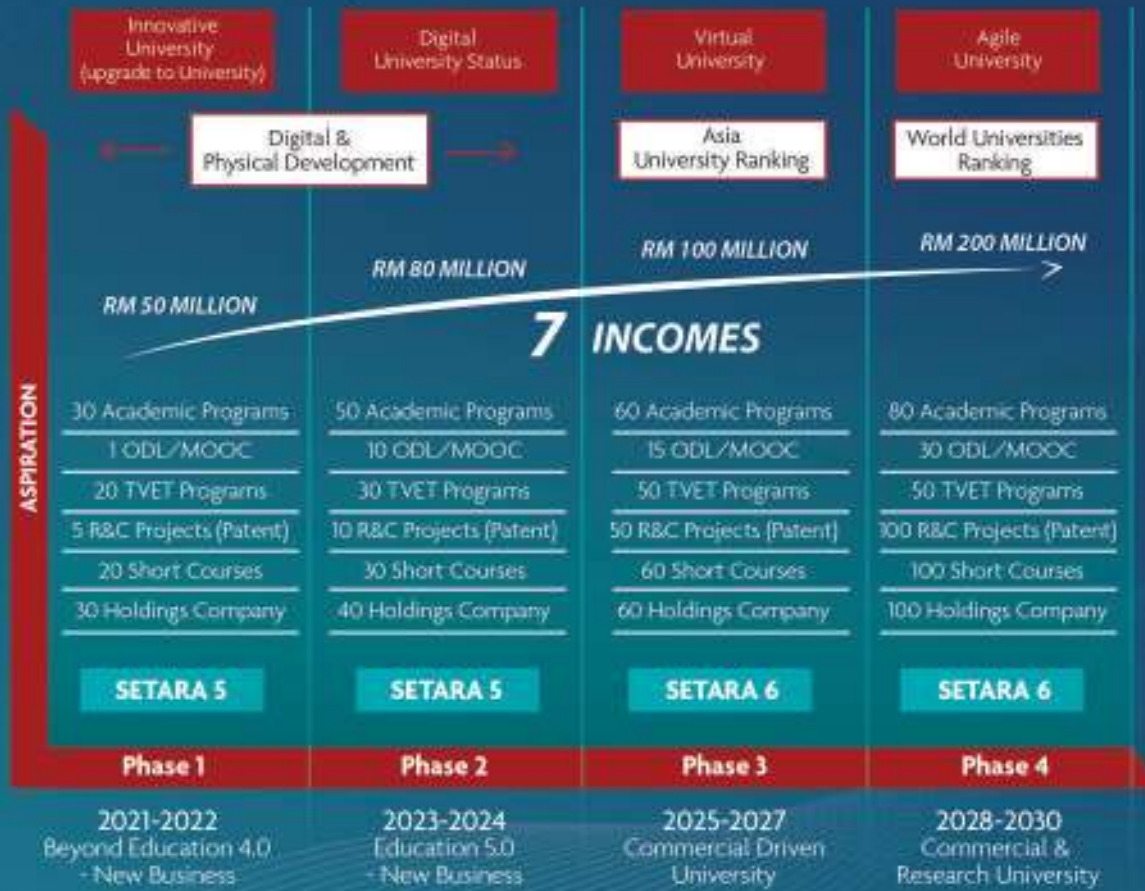 Innovative
University
(upgrade to University)
Digital
University Status
Virtual
University
Agile
University
Digital &
Physical Development
Asia
University Ranking
World Universities
Ranking
RM 50 MILLION
RM 80 MILLION
RM 100 MILLION
RM 200 MILLION
7 INCOMES
ASPIRATION
30 Academic Programs
1 ODL/MOOC
20 TVET Programs
5 R&C Projects (Patent)
20 Short Courses
30 Holdings Company
SETARA 5
50 Academic Programs
10 ODL/MOOC
30 TVET Programs
10 R&C Projects (Patent)
30 Short Courses
40 Holdings Company
SETARA 5
60 Academic Programs
15 ODL/MOOC
50 TVET Programs
50 R&C Projects (Patent)
60 Short Courses
60 Holdings Company
SETARA 6
80 Academic Programs
30 ODL/MOOC
50 TVET Programs
100 R&C Projects (Patent)
100 Short Courses
100 Holdings Company
SETARA 6
Phase 1
Phase 2
Phase 3
Phase 4
2021-2022
Beyond Education 4.0
- New Business
2023-2024
Education 5.0
- New Business
2025-2027
Commercial Driven
University
2028-2030
Commercial &
Research University